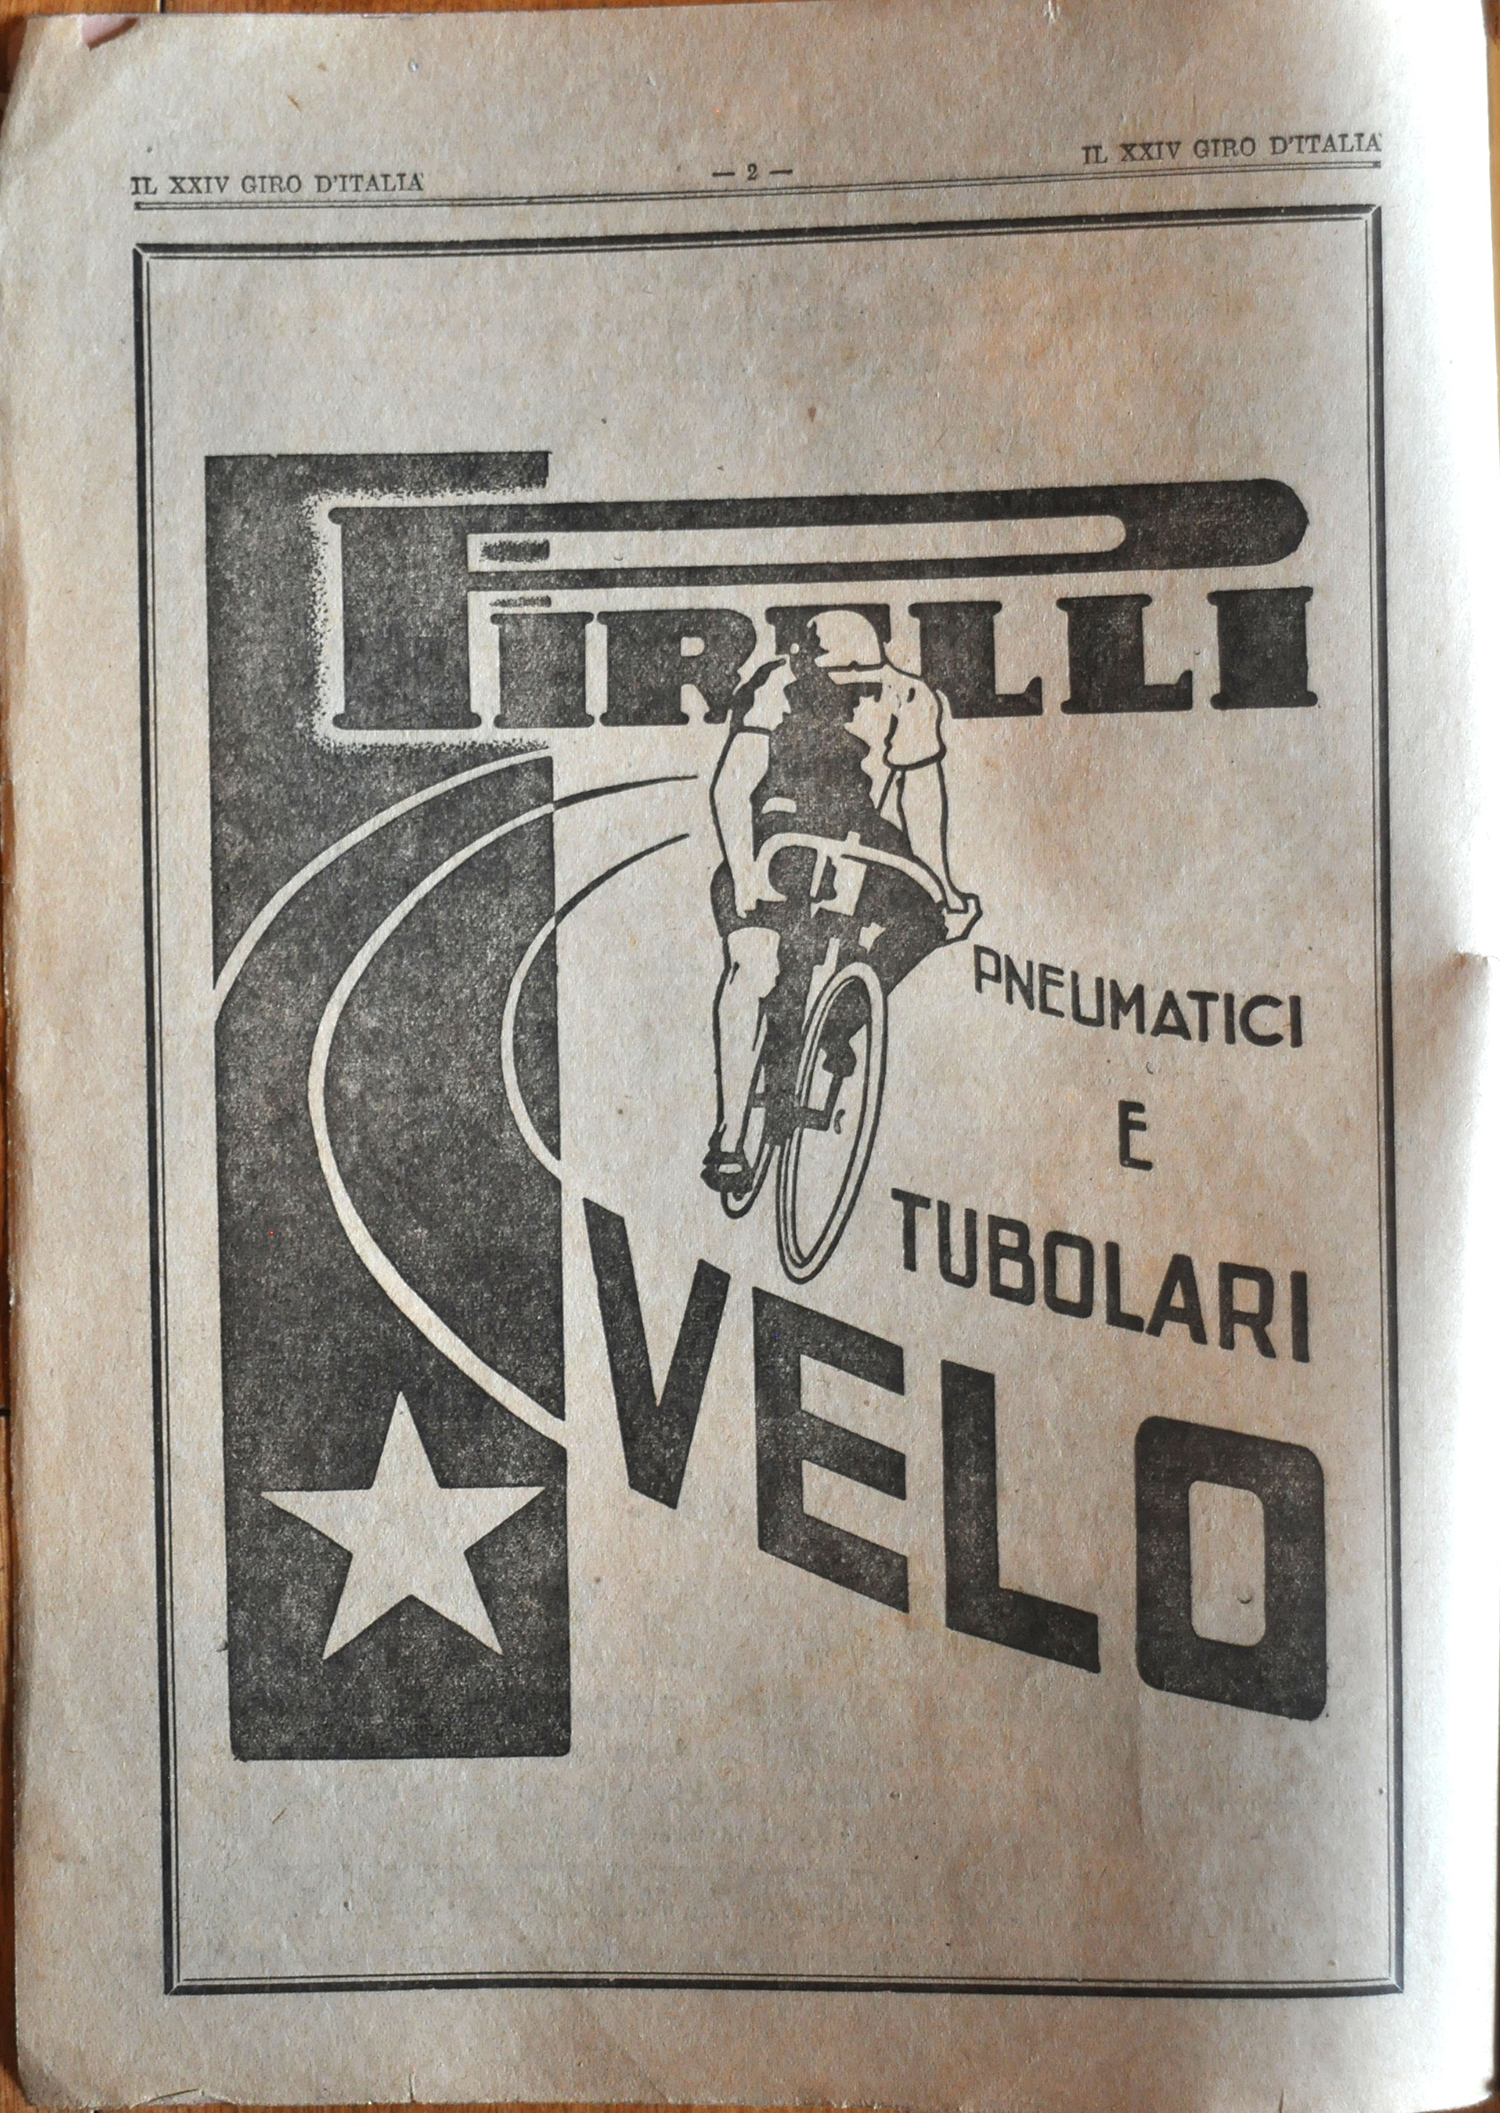 IL XXIV GIRO D'ITALIA — 2 — IL XXIV GIRO D'ITALIA
PIRELLI
PNEUMATICI
E
TUBOLARI
VELO